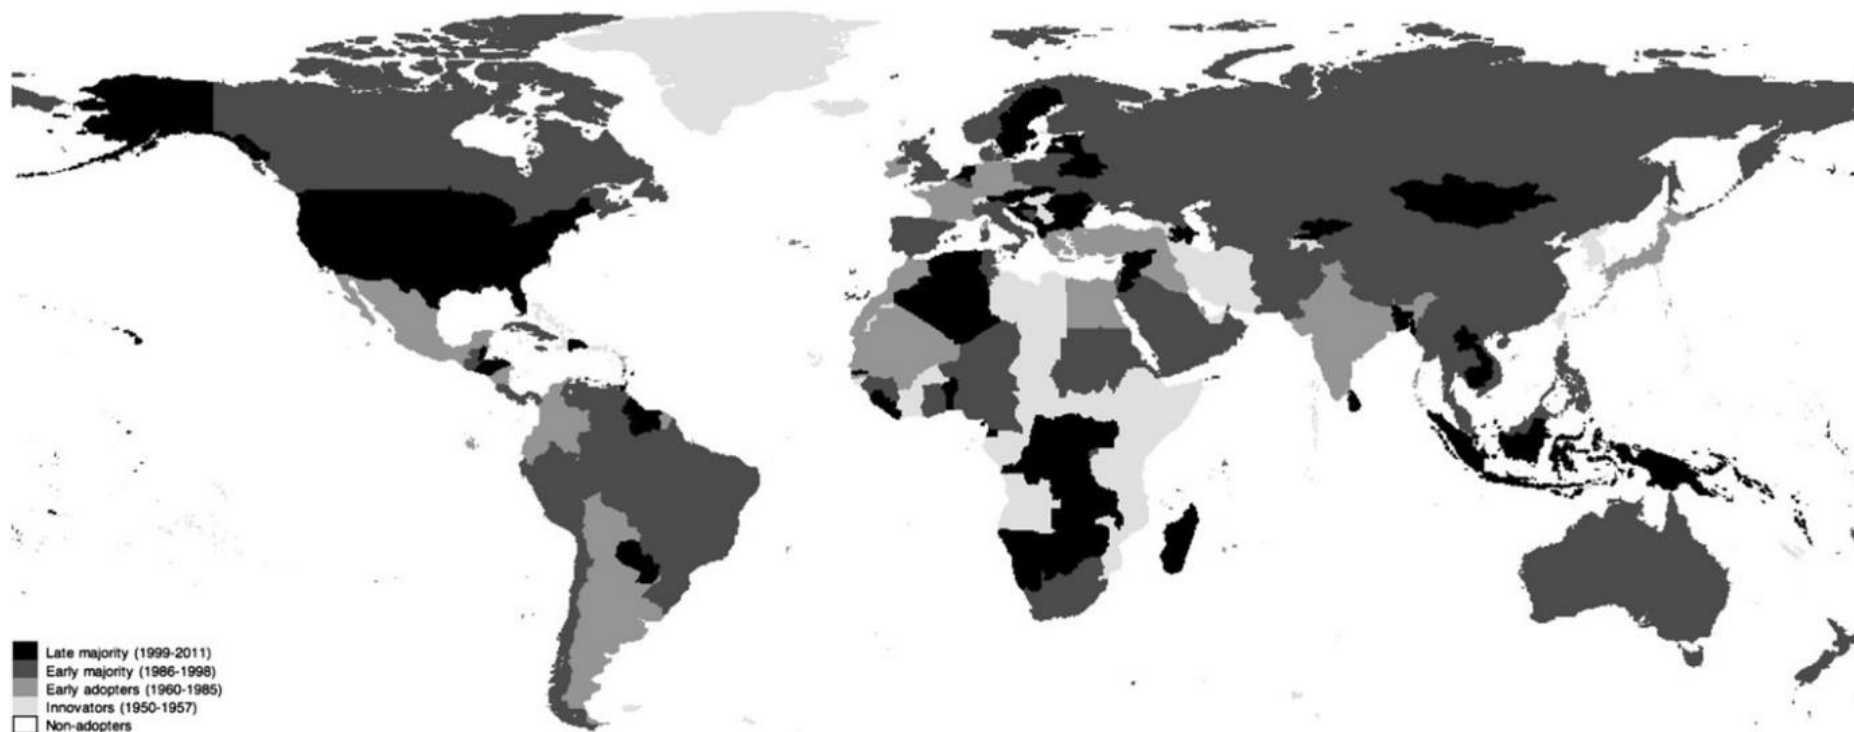 Late majority (1999-2011)
Early majority (1986-1998)
Early adopters (1960-1985)
Innovators (1950-1957)
Non-adopters